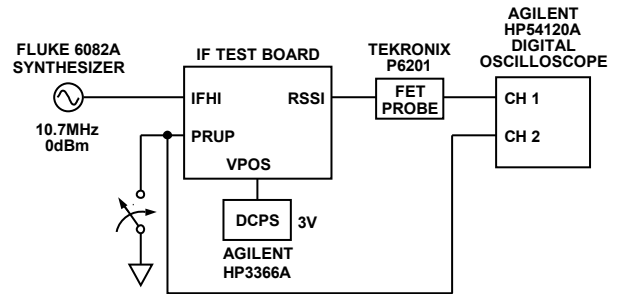 FLUKE 6082A
SYNTHESIZER
10.7MHz
0dBm
IF TEST BOARD
IFHI
RSSI
PRUP
VPOS
DCPS
3V
AGILENT
HP3366A
TEKRONIX
P6201
FET
PROBE
AGILENT
HP54120A
DIGITAL
OSCILLOSCOPE
CH 1
CH 2